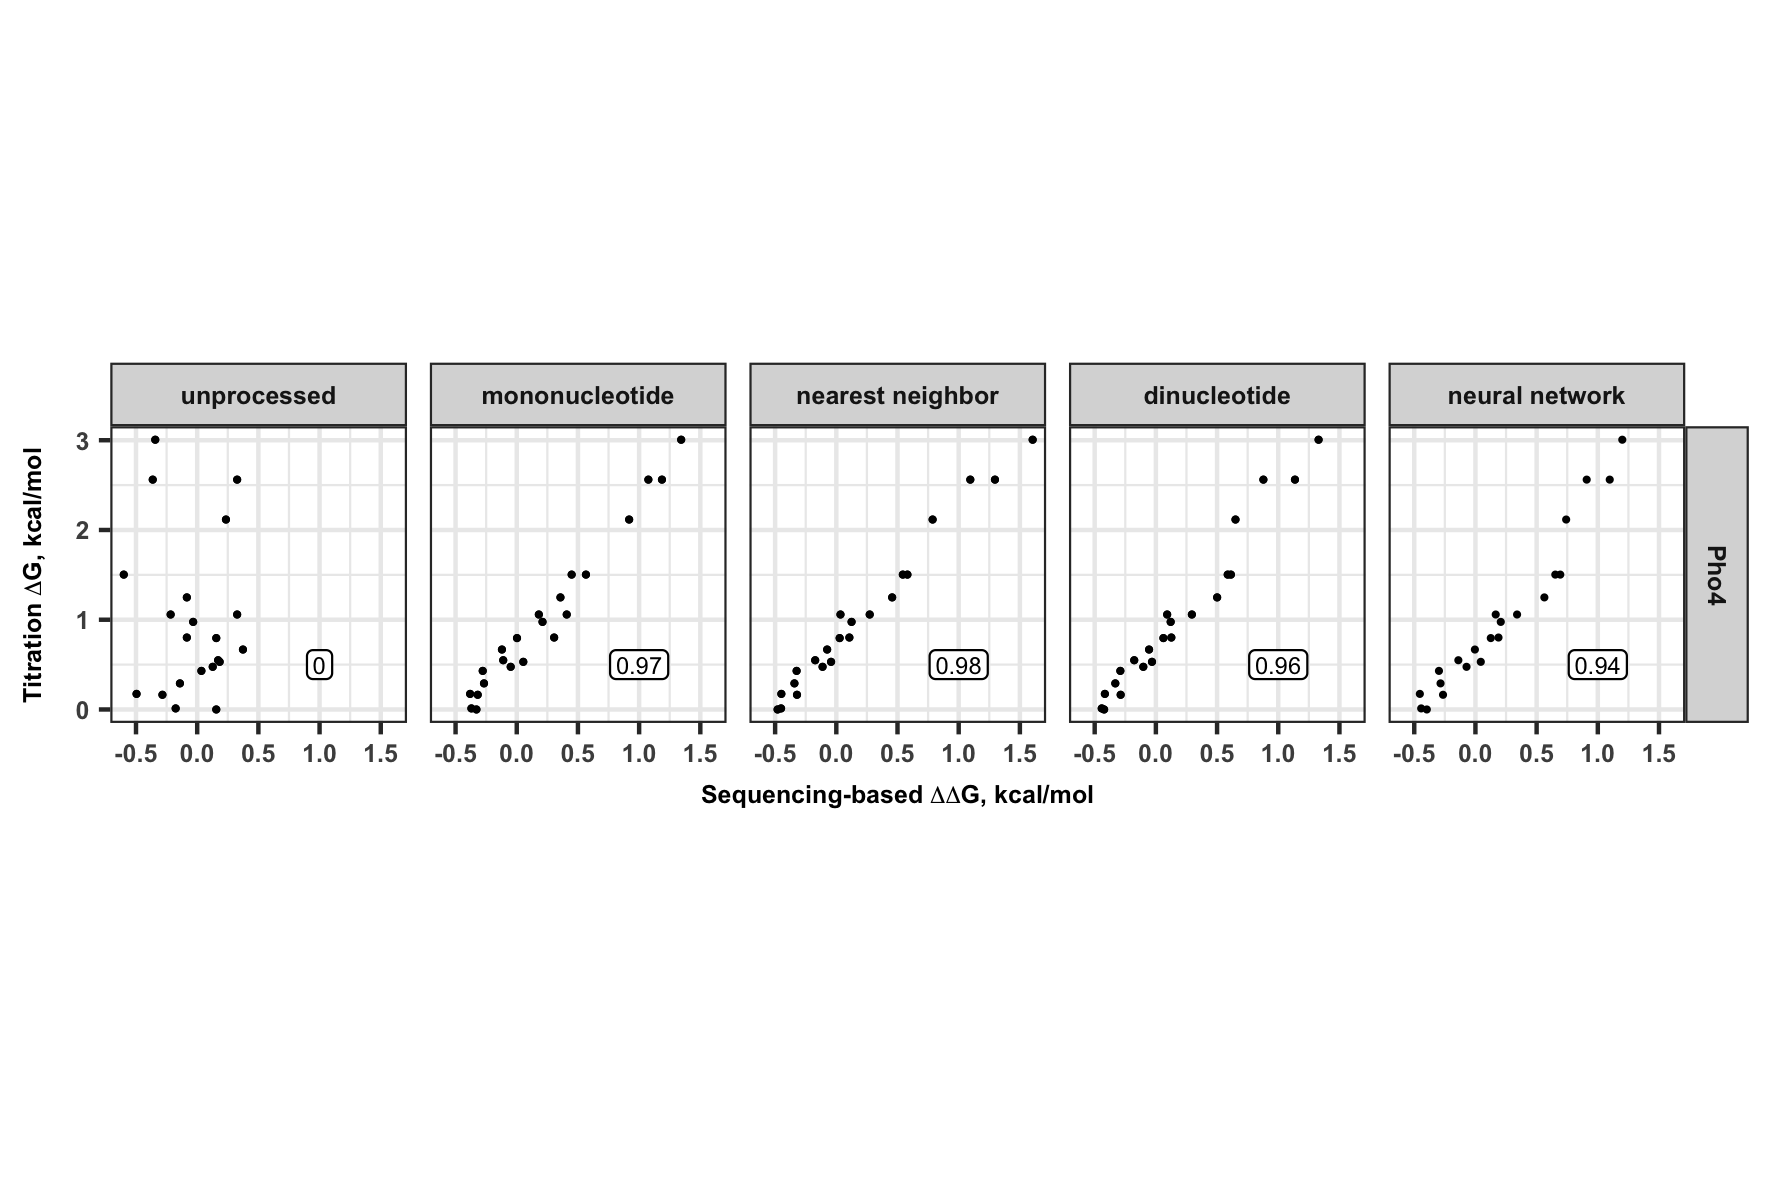 unprocessed mononucleotide nearest neighbor dinucleotide neural network
Pho4
Titration ΔG, kcal/mol
3
2
1
0
0 0.97 0.98 0.96 0.94
-0.5 0.0 0.5 1.0 1.5 -0.5 0.0 0.5 1.0 1.5 -0.5 0.0 0.5 1.0 1.5 -0.5 0.0 0.5 1.0 1.5 -0.5 0.0 0.5 1.0 1.5
Sequencing-based ΔΔG, kcal/mol